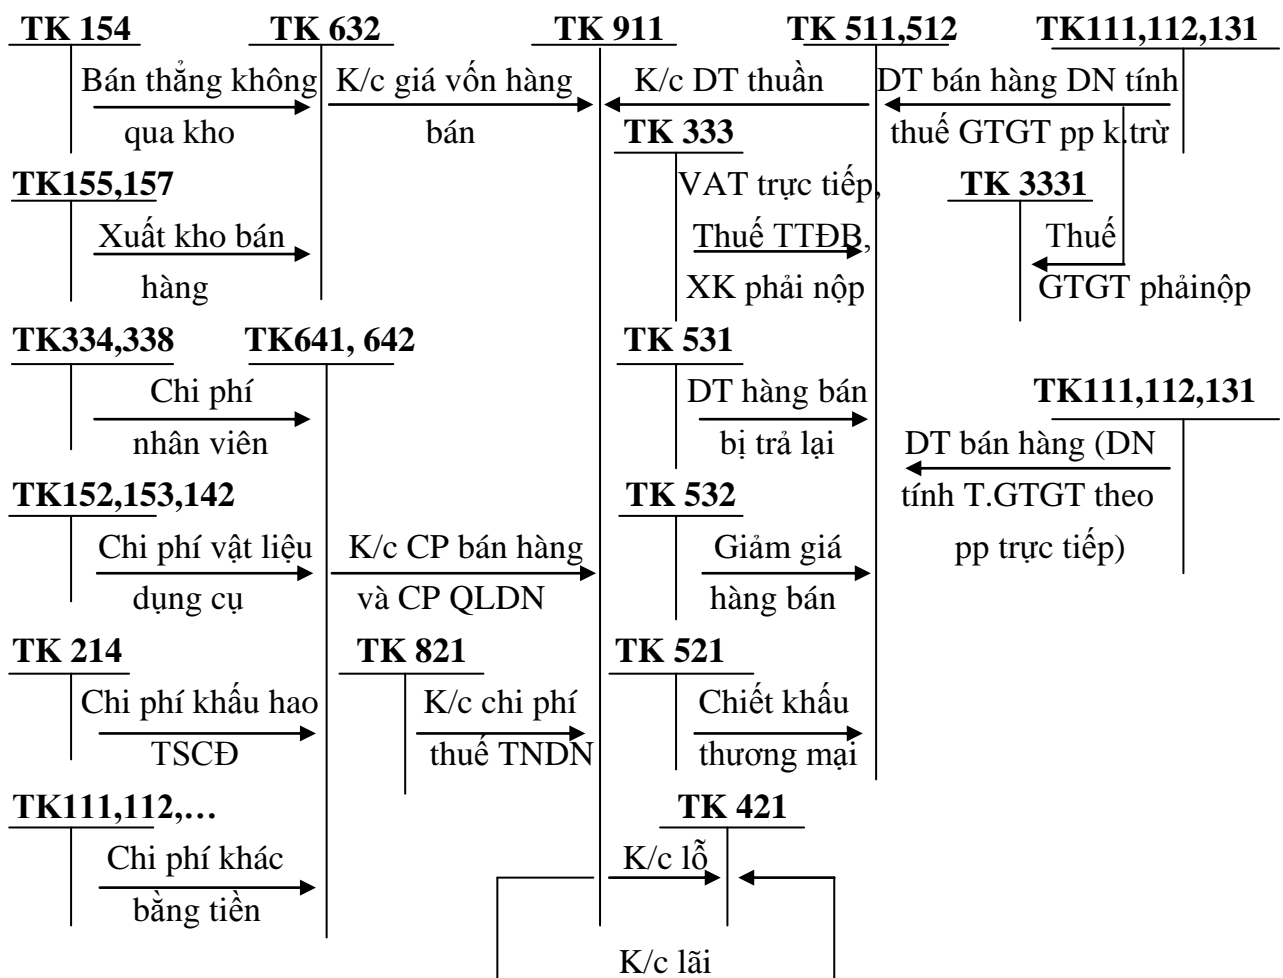 TK 154 TK 632 TK 911 TK 511,512 TK111,112,131
Bán thẳng không K/c giá vốn hàng K/c DT thuần DT bán hàng DN tính
qua kho bán TK 333 thuế GTGT pp k.trừ
TK155,157 VAT trực tiếp, TK 3331
Xuất kho bán Thuế TTĐB, Thuế
hàng XK phải nộp GTGT phảinộp
TK334,338 TK641, 642 TK 531
Chi phí DT hàng bán TK111,112,131
nhân viên bị trả lại DT bán hàng (DN
TK152,153,142 TK 532 tính T.GTGT theo
Chi phí vật liệu K/c CP bán hàng Giảm giá pp trực tiếp)
dụng cụ và CP QLDN hàng bán
TK 214 TK 821 TK 521
Chi phí khấu hao K/c chi phí Chiết khấu
TSCĐ thuế TNDN thương mại
TK111,112,… TK 421
Chi phí khác K/c lỗ
bằng tiền
K/c lãi